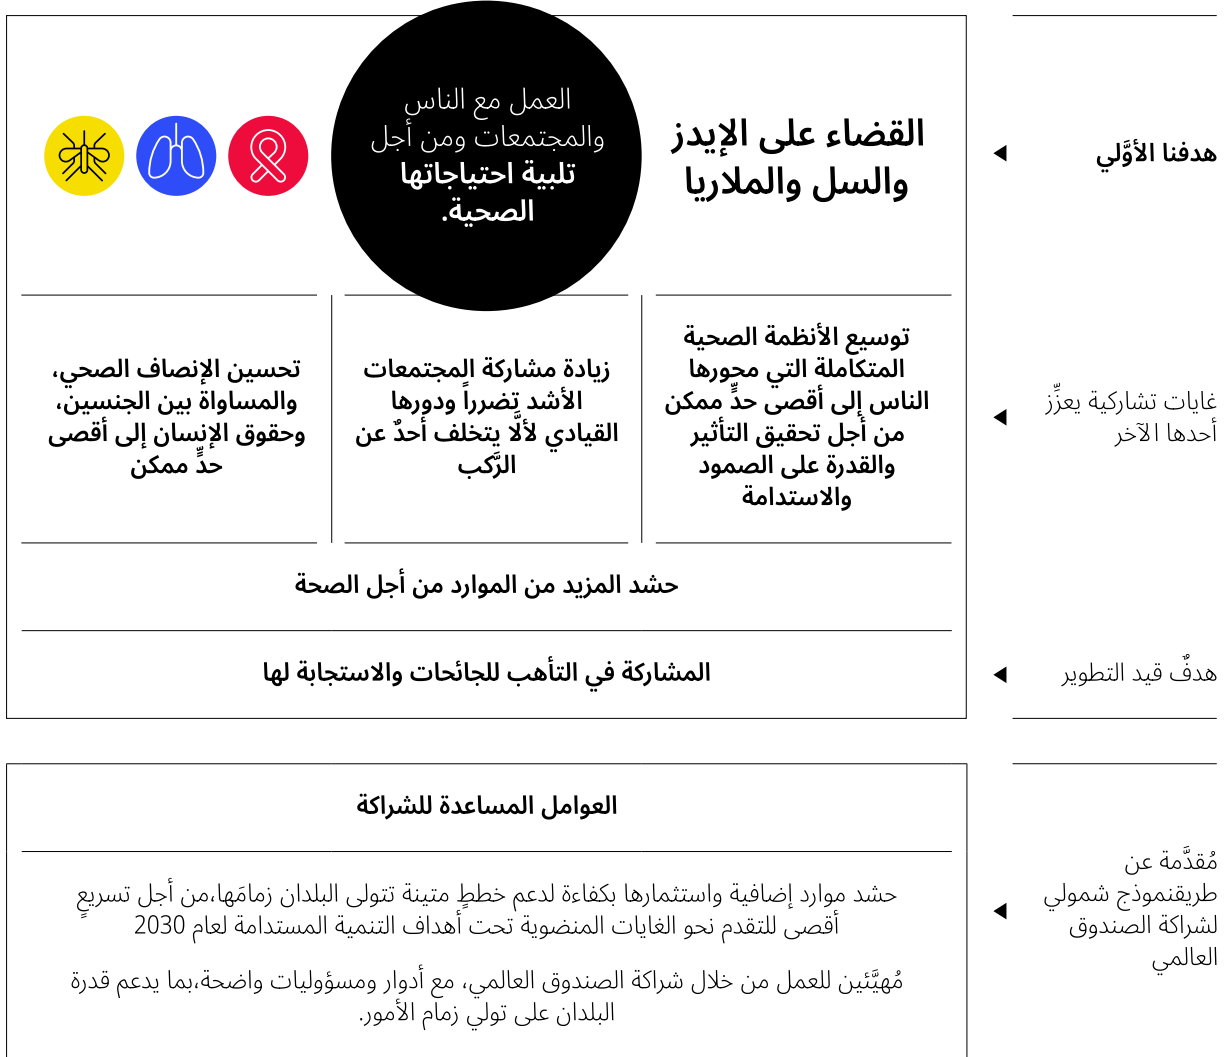 هدفنا الأوَّلي
القضاء على الإيدز
والسل والملاريا
العمل مع الناس
والمجتمعات ومن أجل
تلبية احتياجاتها
الصحية.
غايات تشاركية يعزِّز
أحدها الآخر
توسيع الأنظمة الصحية
المتكاملة التي محورها
الناس إلى أقصى حدٍّ ممكن
من أجل تحقيق التأثير
والقدرة على الصمود
والاستدامة
زيادة مشاركة المجتمعات
الأشد تضرراً ودورها
القيادي لألَّا يتخلف أحدٌ عن
الرَّكب
تحسين الإنصاف الصحي،
والمساواة بين الجنسين،
وحقوق الإنسان إلى أقصى
حدٍّ ممكن
حشد المزيد من الموارد من أجل الصحة
هدفٌ قيد التطوير
المشاركة في التأهب للجائحات والاستجابة لها
العوامل المساعدة للشراكة
مُقدَّمة عن
طريقنموذج شمولي
لشراكة الصندوق
العالمي
حشد موارد إضافية واستثمارها بكفاءة لدعم خططٍ متينة تتولى البلدان زمامَها،من أجل تسريعٍ
أقصى للتقدم نحو الغايات المنضوية تحت أهداف التنمية المستدامة لعام 2030
مُهيَّئين للعمل من خلال شراكة الصندوق العالمي، مع أدوار ومسؤوليات واضحة،بما يدعم قدرة
البلدان على تولي زمام الأمور.